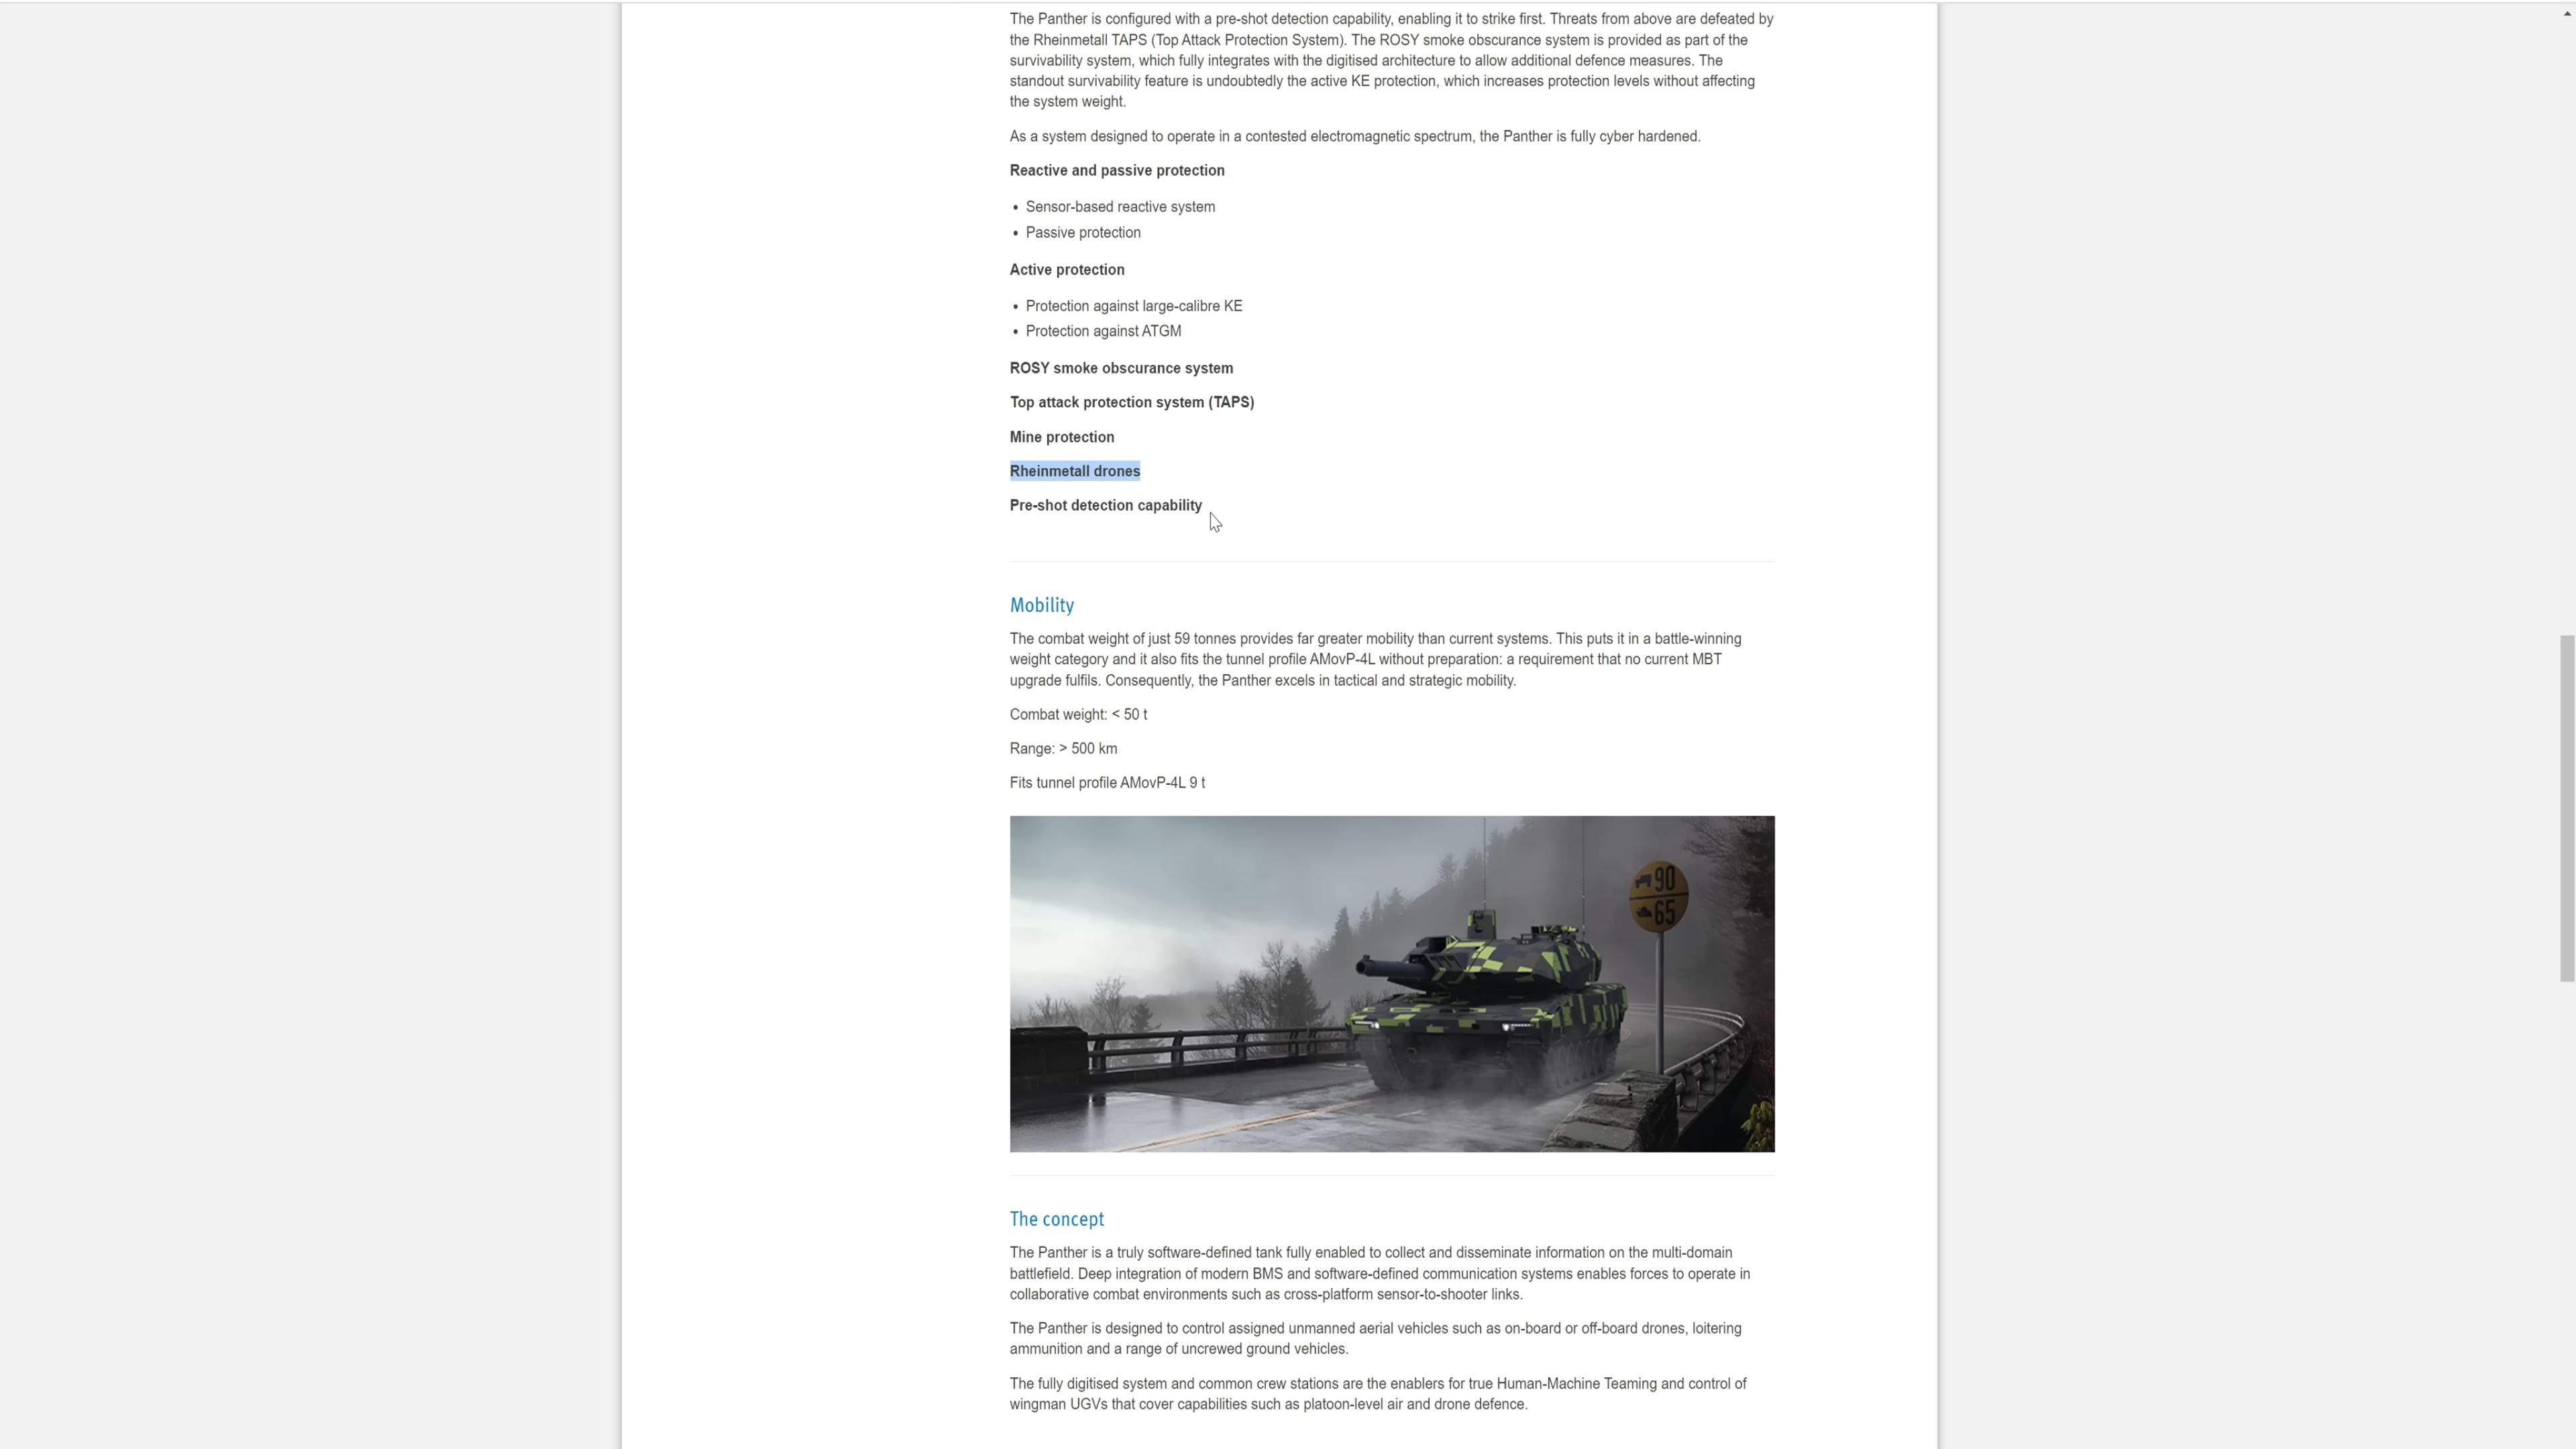 The Panther is configured with a pre-shot detection capability, enabling it to strike first. Threats from above are defeated by
the Rheinmetall TAPS (Top Attack Protection System). The ROSY smoke obscurance system is provided as part of the
survivability system, which fully integrates with the digitised architecture to allow additional defence measures. The
standout survivability feature is undoubtedly the active KE protection, which increases protection levels without affecting
the system weight.
As a system designed to operate in a contested electromagnetic spectrum, the Panther is fully cyber hardened.
Reactive and passive protection
• Sensor-based reactive system
• Passive protection
Active protection
• Protection against large-calibre KE
• Protection against ATGM
ROSY smoke obscurance system
Top attack protection system (TAPS)
Mine protection
Rheinmetall drones
Pre-shot detection capability
Mobility
The combat weight of just 59 tonnes provides far greater mobility than current systems. This puts it in a battle-winning
weight category and it also fits the tunnel profile AMovP-4L without preparation: a requirement that no current MBT
upgrade fulfils. Consequently, the Panther excels in tactical and strategic mobility.
Combat weight: < 50 t
Range: > 500 km
Fits tunnel profile AMovP-4L 9 t
90
65
The concept
The Panther is a truly software-defined tank fully enabled to collect and disseminate information on the multi-domain
battlefield. Deep integration of modern BMS and software-defined communication systems enables forces to operate in
collaborative combat environments such as cross-platform sensor-to-shooter links.
The Panther is designed to control assigned unmanned aerial vehicles such as on-board or off-board drones, loitering
ammunition and a range of uncrewed ground vehicles.
The fully digitised system and common crew stations are the enablers for true Human-Machine Teaming and control of
wingman UGVs that cover capabilities such as platoon-level air and drone defence.